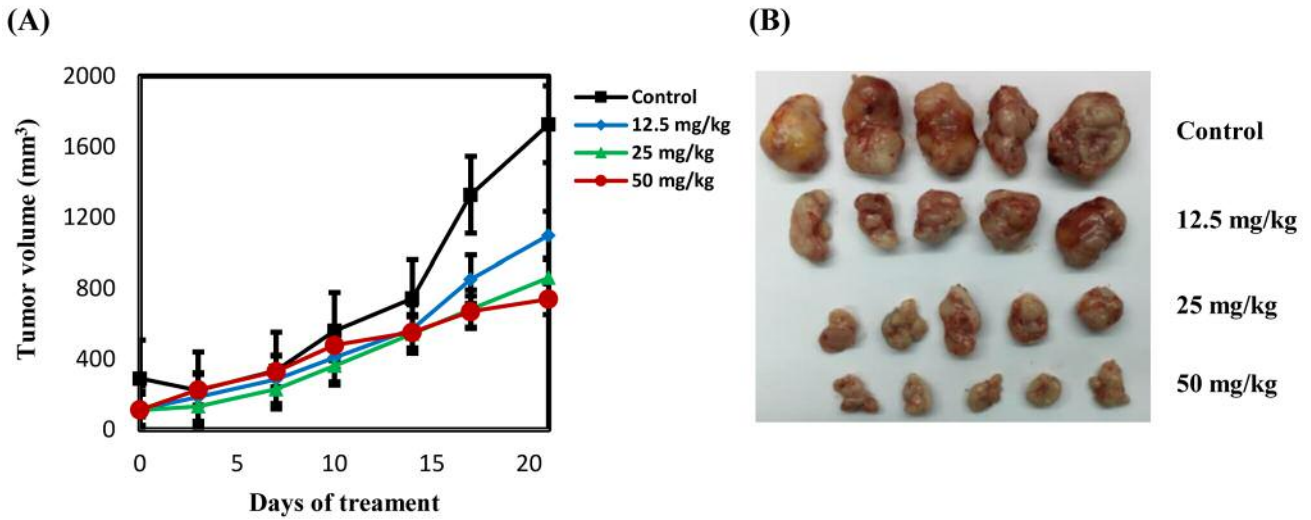 (A)
(B)
2000
1600
1200
800
400
0
Tumor volume (mm³)
0 5 10 15 20
Days of treament
Control
12.5 mg/kg
25 mg/kg
50 mg/kg
Control
12.5 mg/kg
25 mg/kg
50 mg/kg